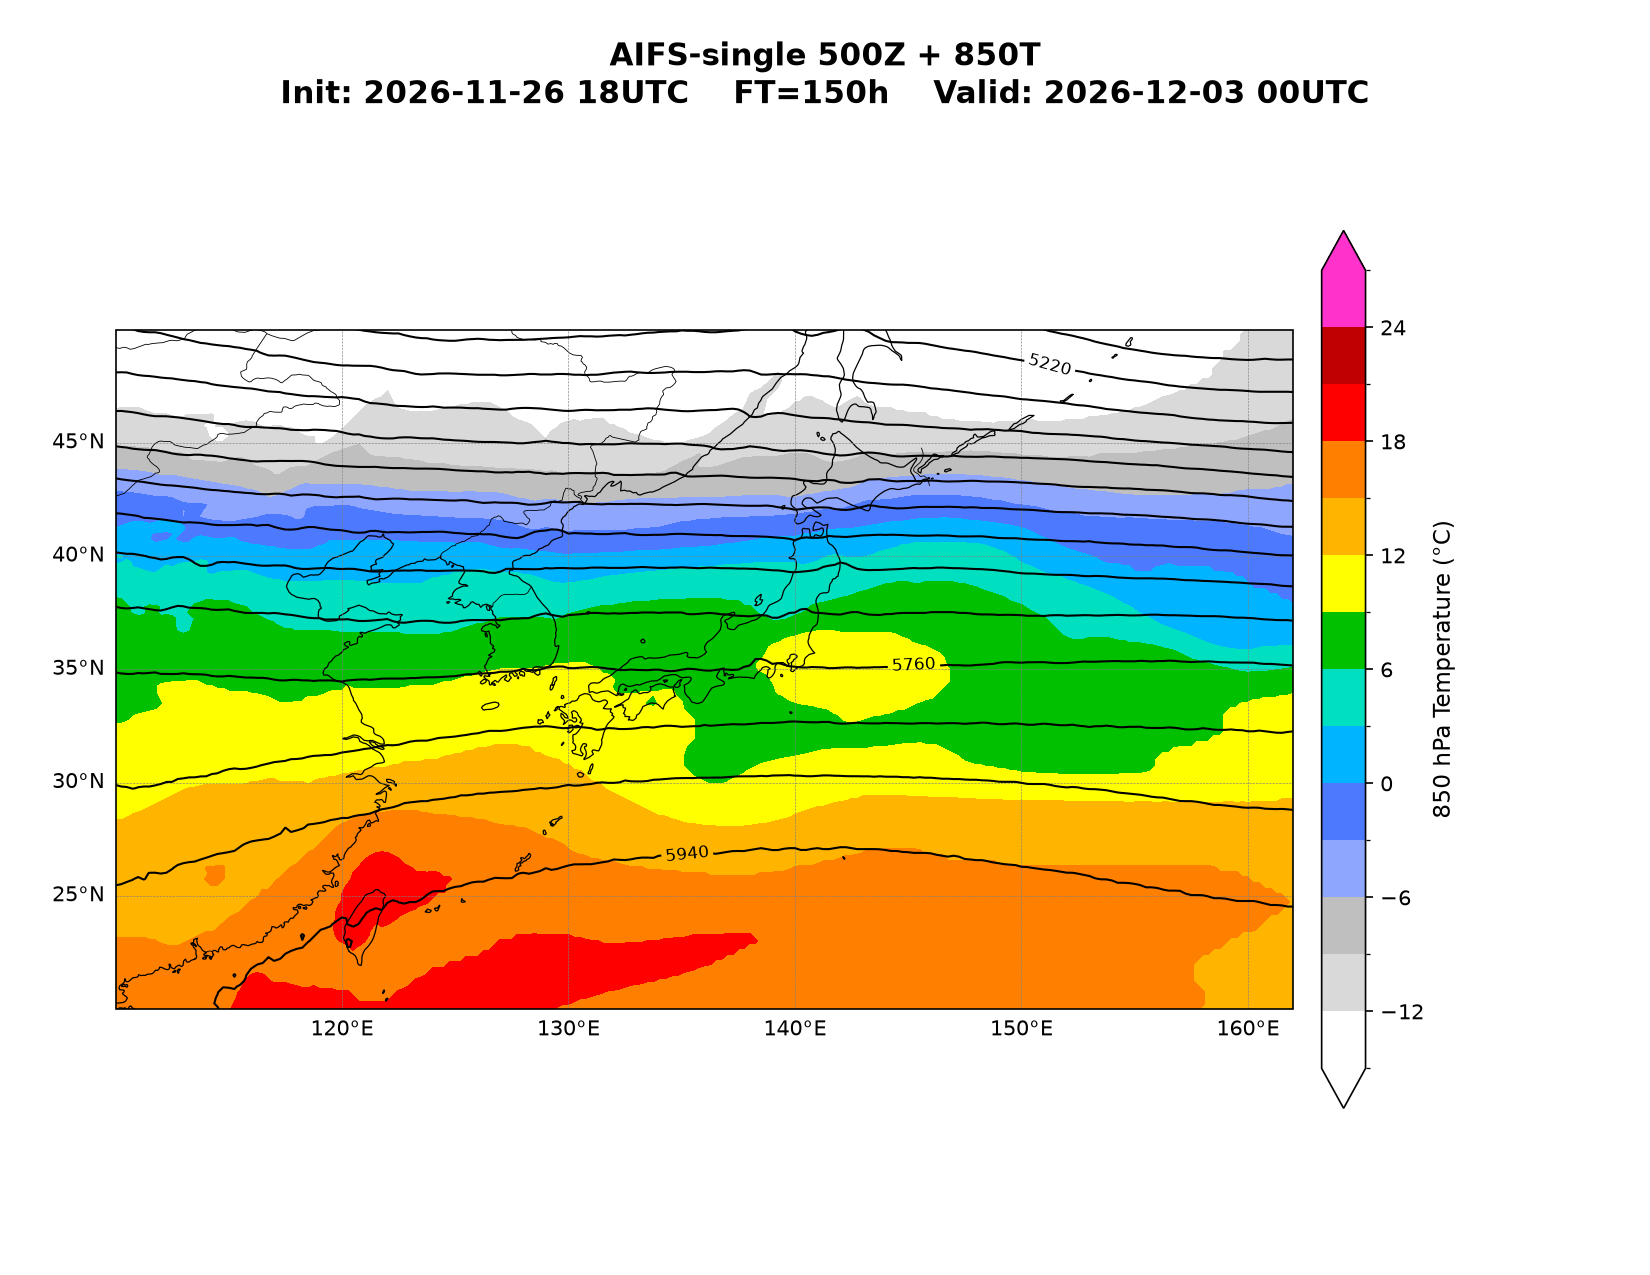 AIFS-single 500Z + 850T
Init: 2026-11-26 18UTC    FT=150h    Valid: 2026-12-03 00UTC
24
18
12
6
0
−6
−12
850 hPa Temperature (°C)
45°N
40°N
35°N
30°N
25°N
5220
5760
5940
120°E
130°E
140°E
150°E
160°E